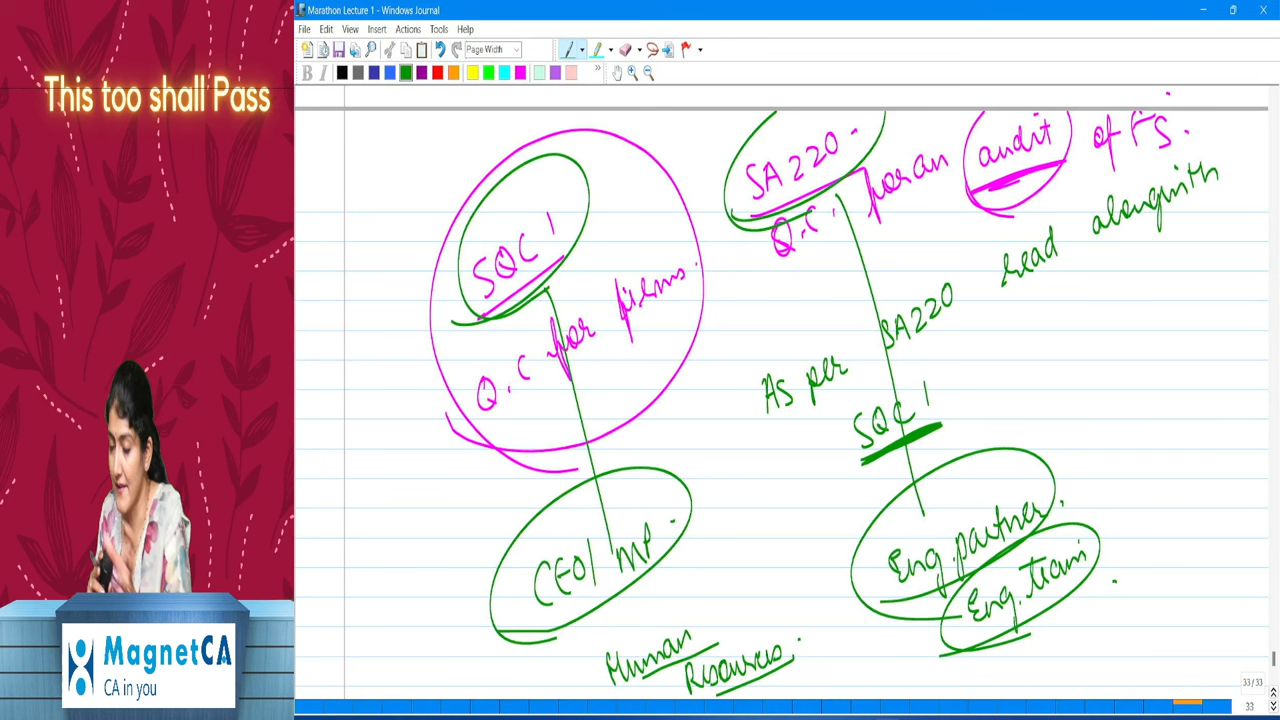 Marathon Lecture 1 - Windows Journal
File Edit View Insert Actions Tools Help
Page Width
This too shall Pass
SQC 1
Q.C for firms.
SA220.
Q.C. for an audit of FS.
As per SA220 read alongwith
SQC 1
CEO/MP.
Eng. partner.
Eng. team.
Human
Resources.
MagnetCA
CA in you
33/33
33